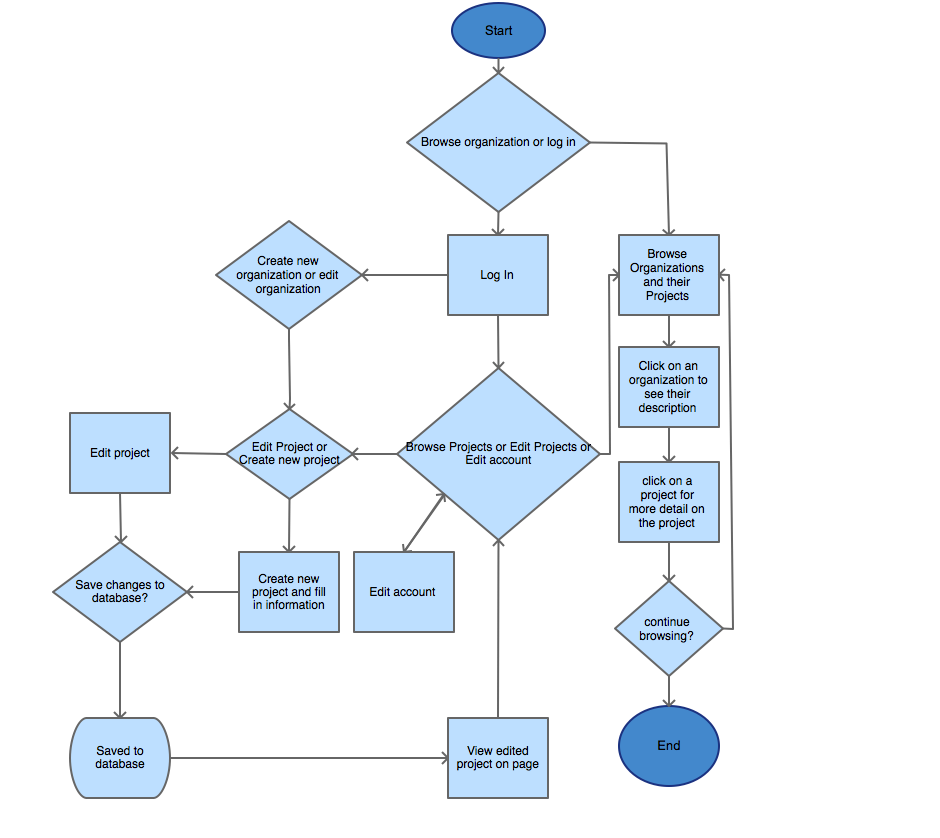 Start
Browse organization or log in
Create new
organization or edit
organization
Log In
Browse
Organizations
and their
Projects
Click on an
organization to
see their
description
Edit project
Edit Project or
Create new project
Browse Projects or Edit Projects or
Edit account
click on a
project for
more detail on
the project
Save changes to
database?
Create new
project and fill
in information
Edit account
continue
browsing?
Saved to
database
View edited
project on page
End